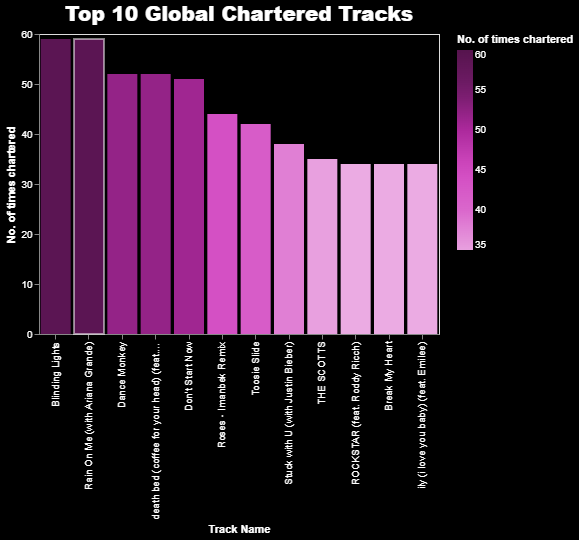 Top 10 Global Chartered Tracks
No. of times chartered
60
55
50
45
40
35
No. of times chartered
60
50
40
30
20
10
0
Blinding Lights
Rain On Me (with Ariana Grande)
Dance Monkey
death bed (coffee for your head) (feat....
Don't Start Now
Roses - Imanbek Remix
Toosie Slide
Stuck with U (with Justin Bieber)
THE SCOTTS
ROCKSTAR (feat. Roddy Ricch)
Break My Heart
ily (i love you baby) (feat. Emilee)
Track Name